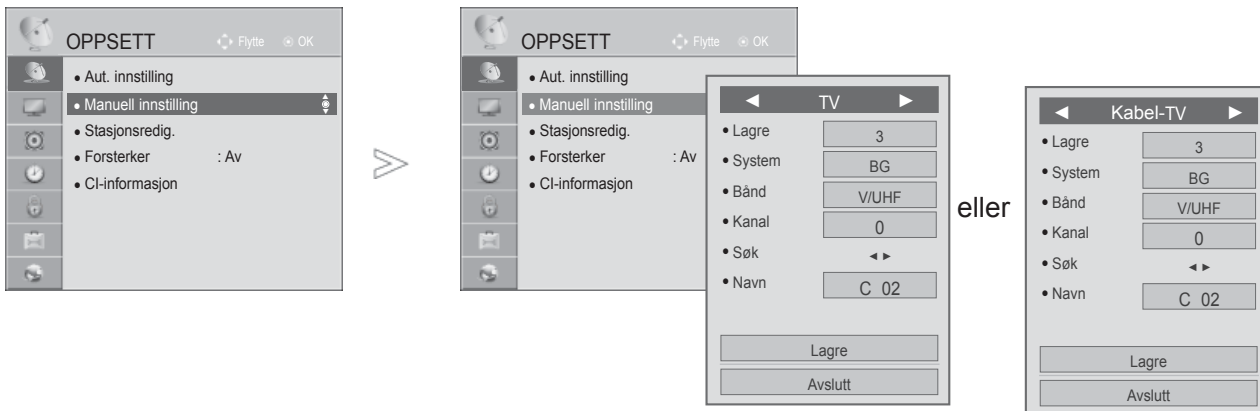 OPPSETT Flytte OK
• Aut. innstilling
• Manuell innstilling
• Stasjonsredig.
• Forsterker : Av
• CI-informasjon
OPPSETT Flytte OK
• Aut. innstilling
• Manuell innstilling
• Stasjonsredig.
• Forsterker : Av
• CI-informasjon
◄ TV ►
• Lagre 3
• System BG
• Bånd V/UHF
• Kanal 0
• Søk ◄ ►
• Navn C 02
Lagre
Avslutt
eller
◄ Kabel-TV ►
• Lagre 3
• System BG
• Bånd V/UHF
• Kanal 0
• Søk ◄ ►
• Navn C 02
Lagre
Avslutt